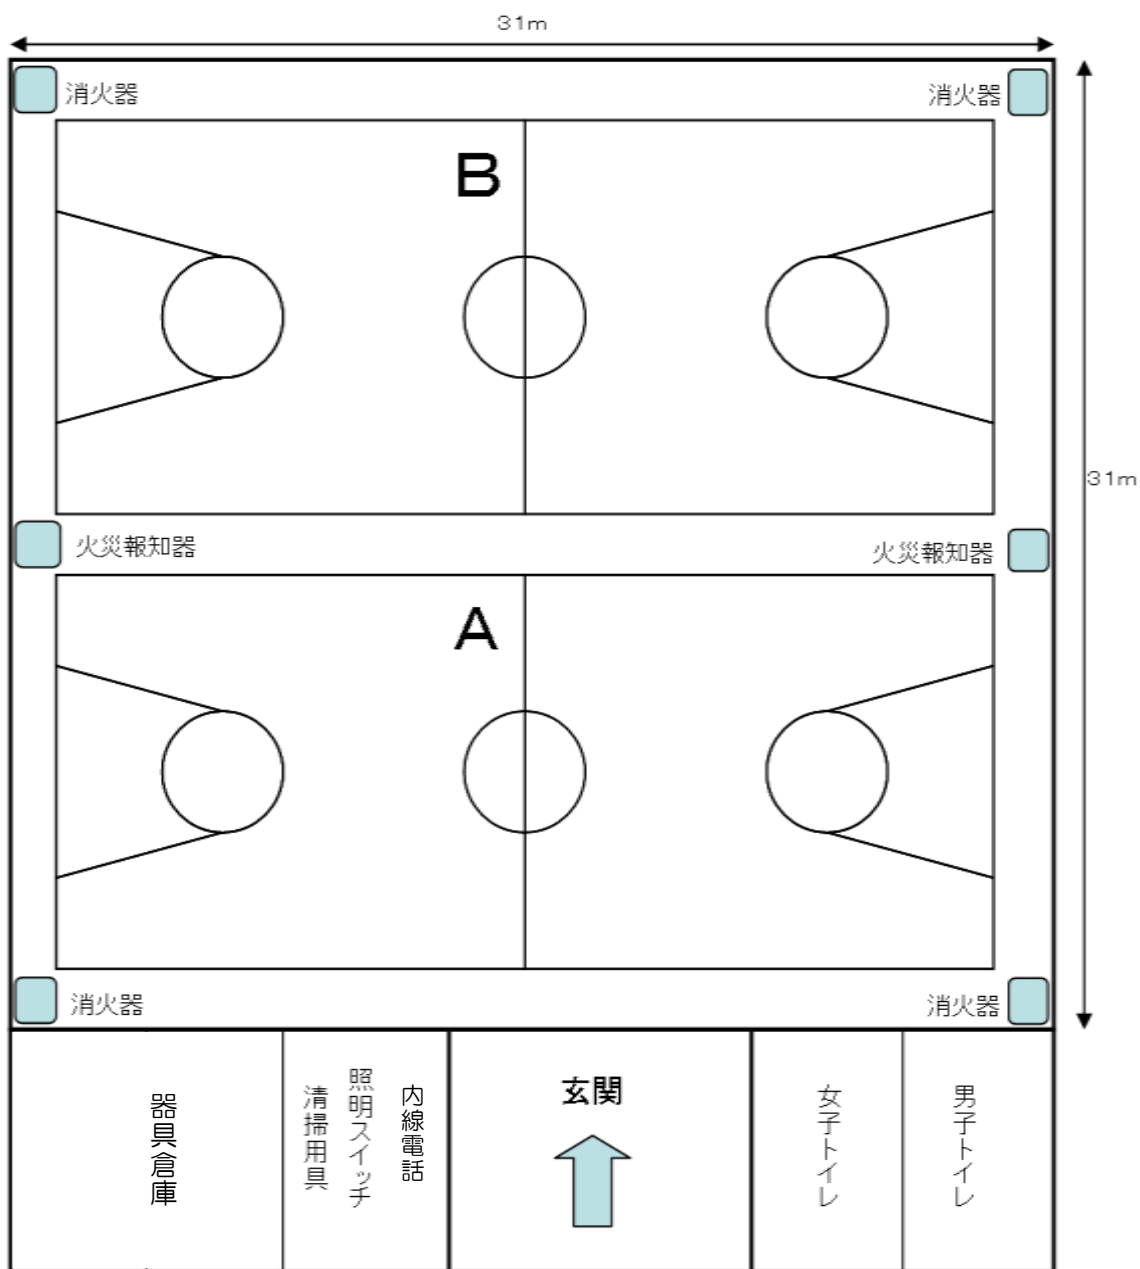 31m
消火器
消火器
B
31m
火災報知器
火災報知器
A
消火器
消火器
器具倉庫
清掃用具
照明スイッチ
内線電話
玄関
女子トイレ
男子トイレ